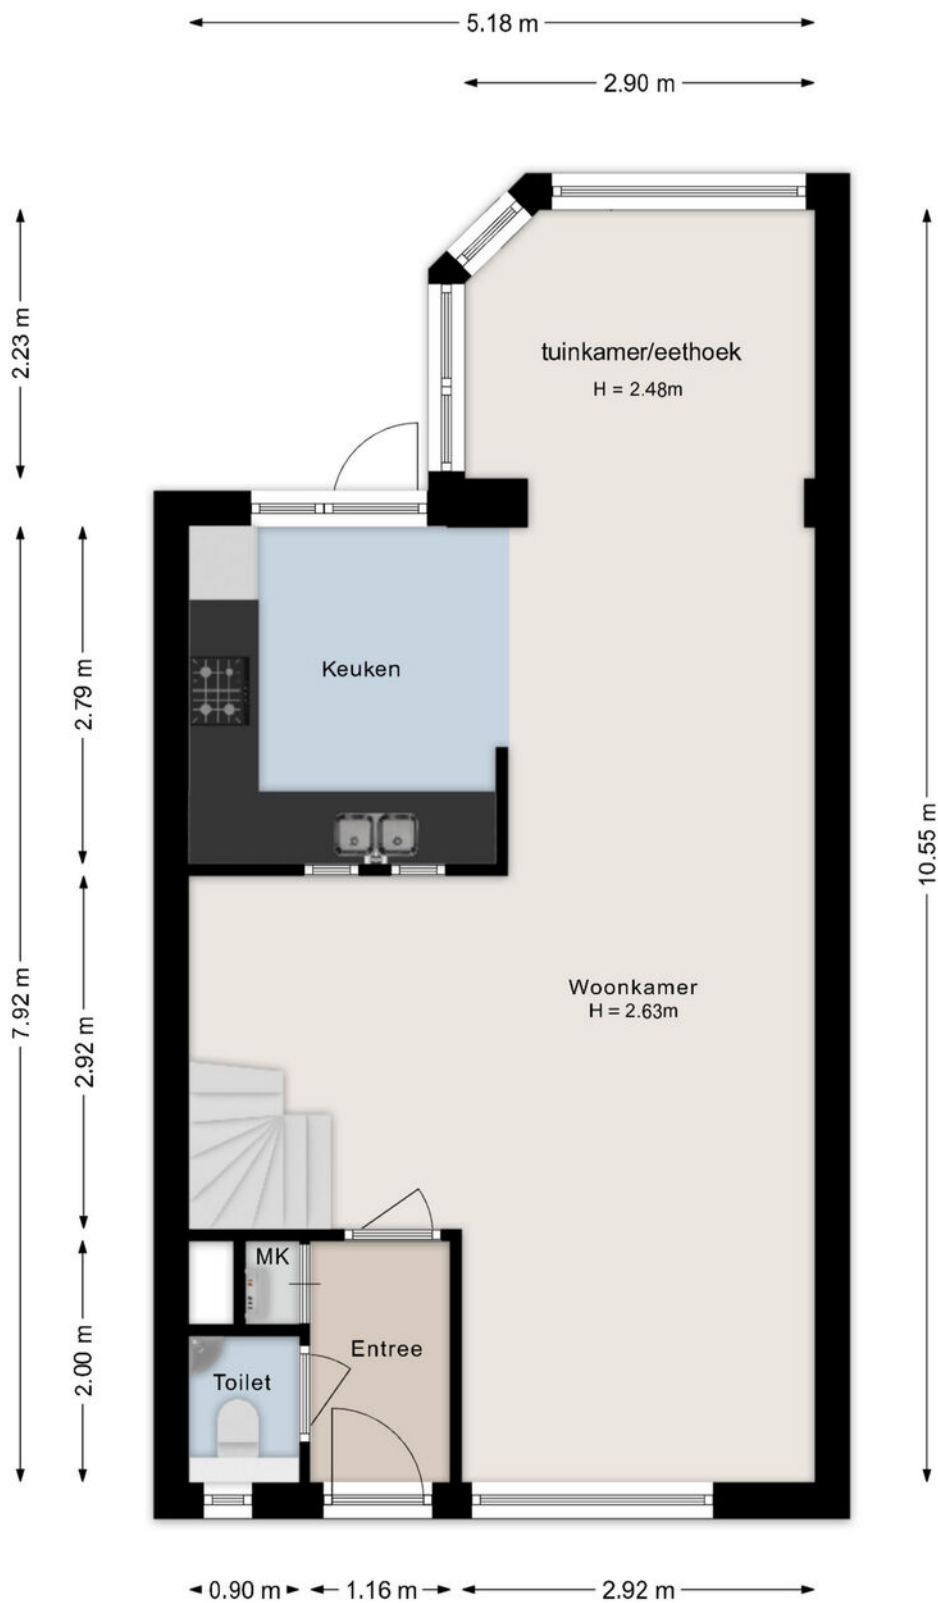 5.18 m
2.90 m
2.23 m
tuinkamer/eethoek
H = 2.48m
2.79 m
Keuken
10.55 m
7.92 m
2.92 m
Woonkamer
H = 2.63m
MK
2.00 m
Entree
Toilet
0.90 m
1.16 m
2.92 m